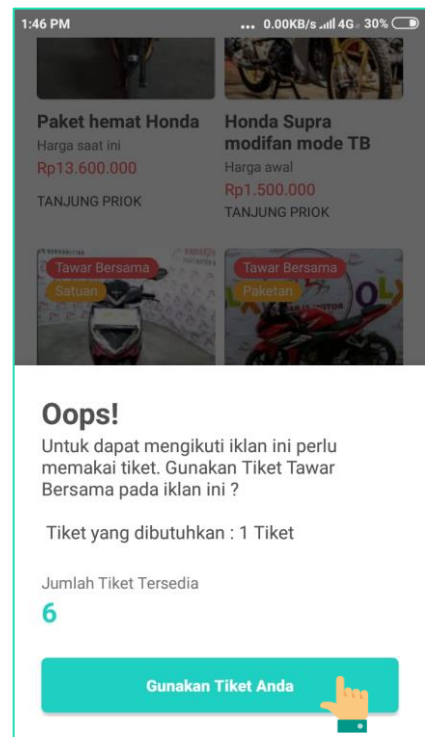 1:46 PM ... 0.00KB/s 4G 30%
Paket hemat Honda
Harga saat ini
Rp13.600.000
TANJUNG PRIOK
Honda Supra
modifan mode TB
Harga awal
Rp1.500.000
TANJUNG PRIOK
Tawar Bersama
Satuan
Tawar Bersama
Paketan
Oops!
Untuk dapat mengikuti iklan ini perlu
memakai tiket. Gunakan Tiket Tawar
Bersama pada iklan ini ?
Tiket yang dibutuhkan : 1 Tiket
Jumlah Tiket Tersedia
6
Gunakan Tiket Anda